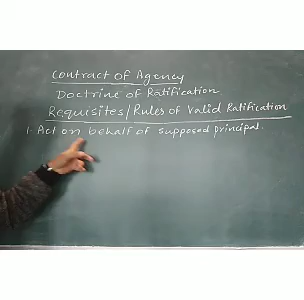 Contract of Agency
Doctrine of Ratification
Requisites/Rules of Valid Ratification
1. Act on behalf of supposed principal.